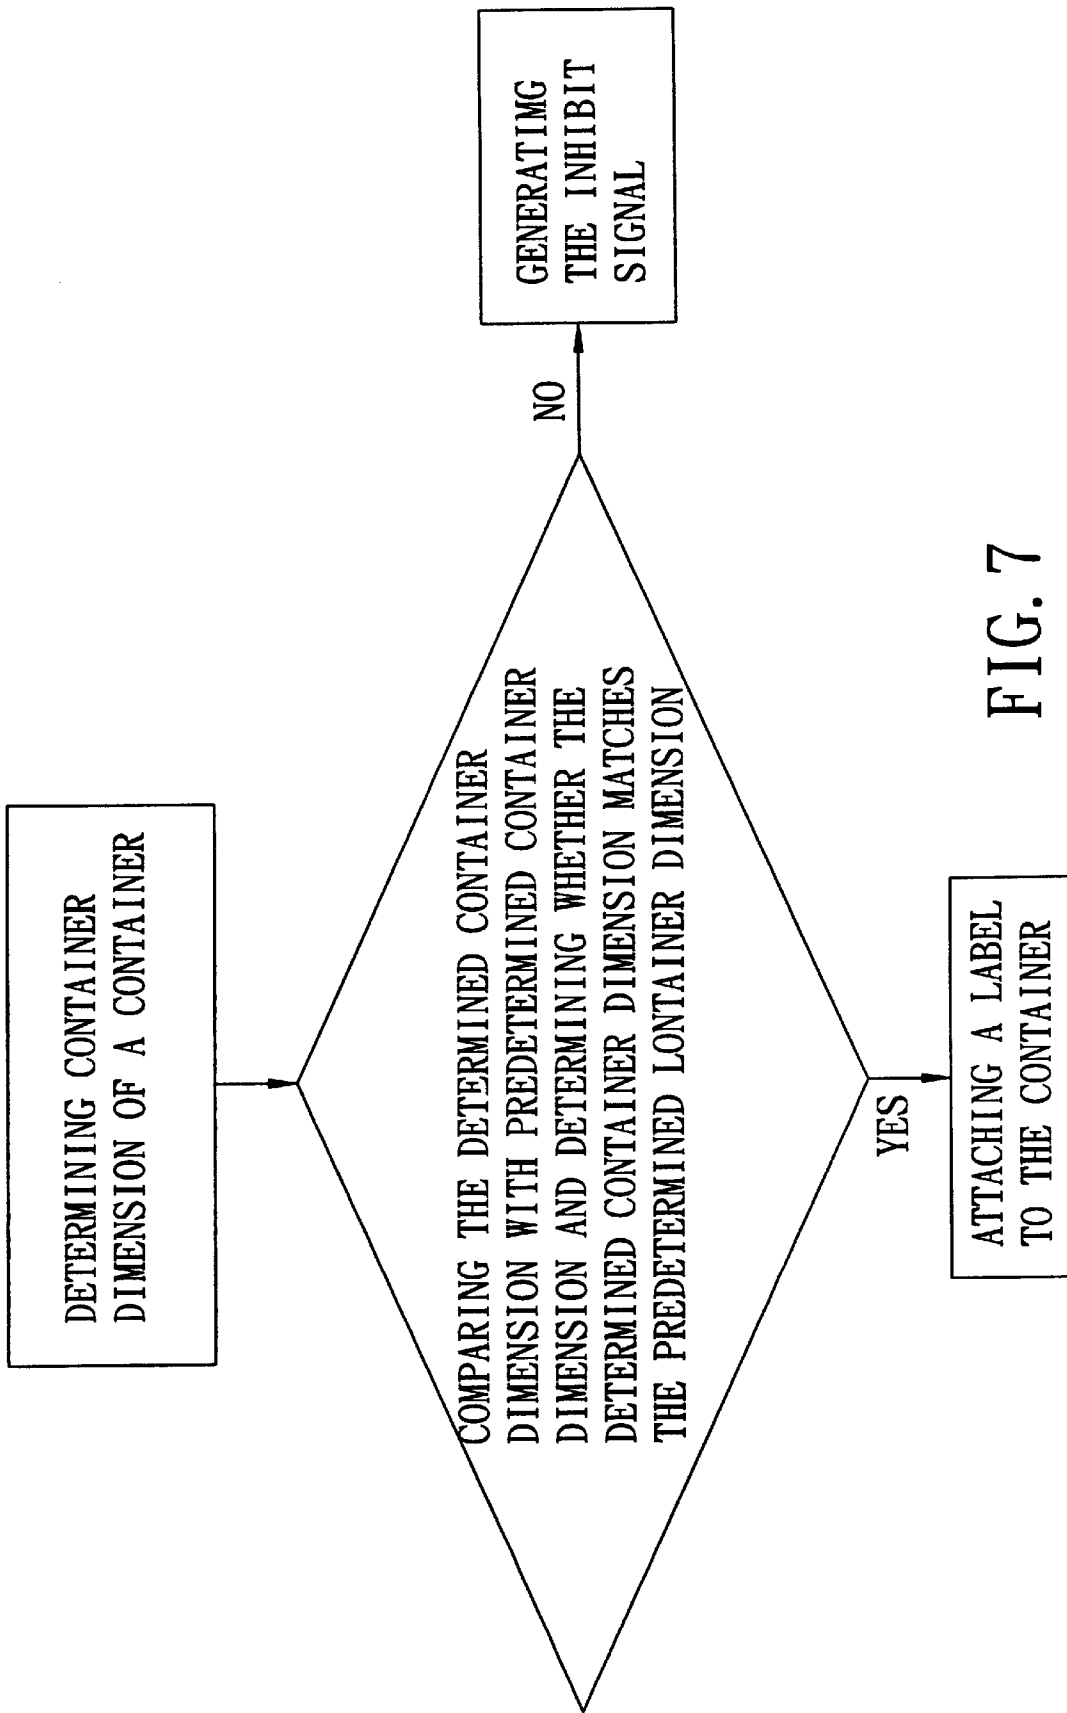 DETERMINING CONTAINER
DIMENSION OF A CONTAINER
COMPARING THE DETERMINED CONTAINER
DIMENSION WITH PREDETERMINED CONTAINER
DIMENSION AND DETERMINING WHETHER THE
DETERMINED CONTAINER DIMENSION MATCHES
THE PREDETERMINED LONTAINER DIMENSION
NO
GENERATIMG
THE INHIBIT
SIGNAL
YES
ATTACHING A LABEL
TO THE CONTAINER
FIG. 7